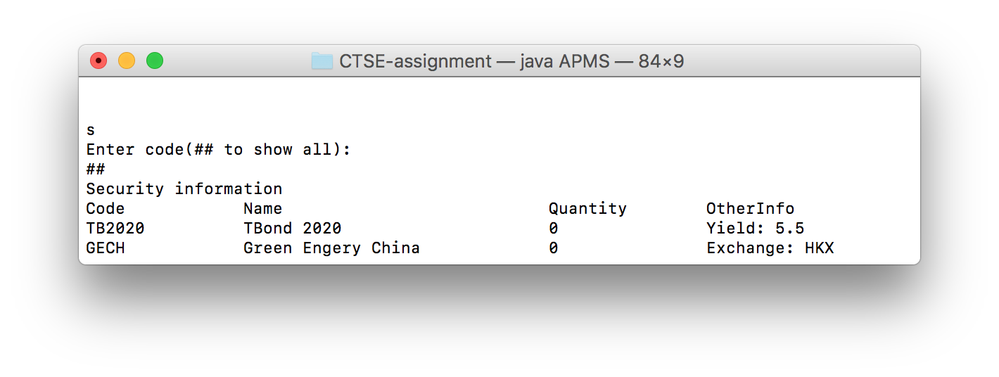 CTSE-assignment — java APMS — 84×9
s
Enter code(## to show all):
##
Security information
Code Name Quantity OtherInfo
TB2020 TBond 2020 0 Yield: 5.5
GECH Green Engery China 0 Exchange: HKX